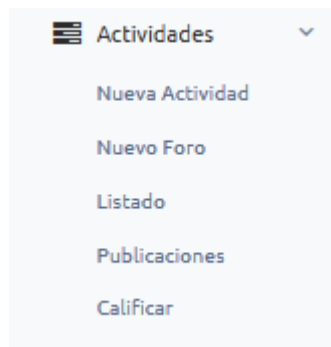 Actividades
Nueva Actividad
Nuevo Foro
Listado
Publicaciones
Calificar